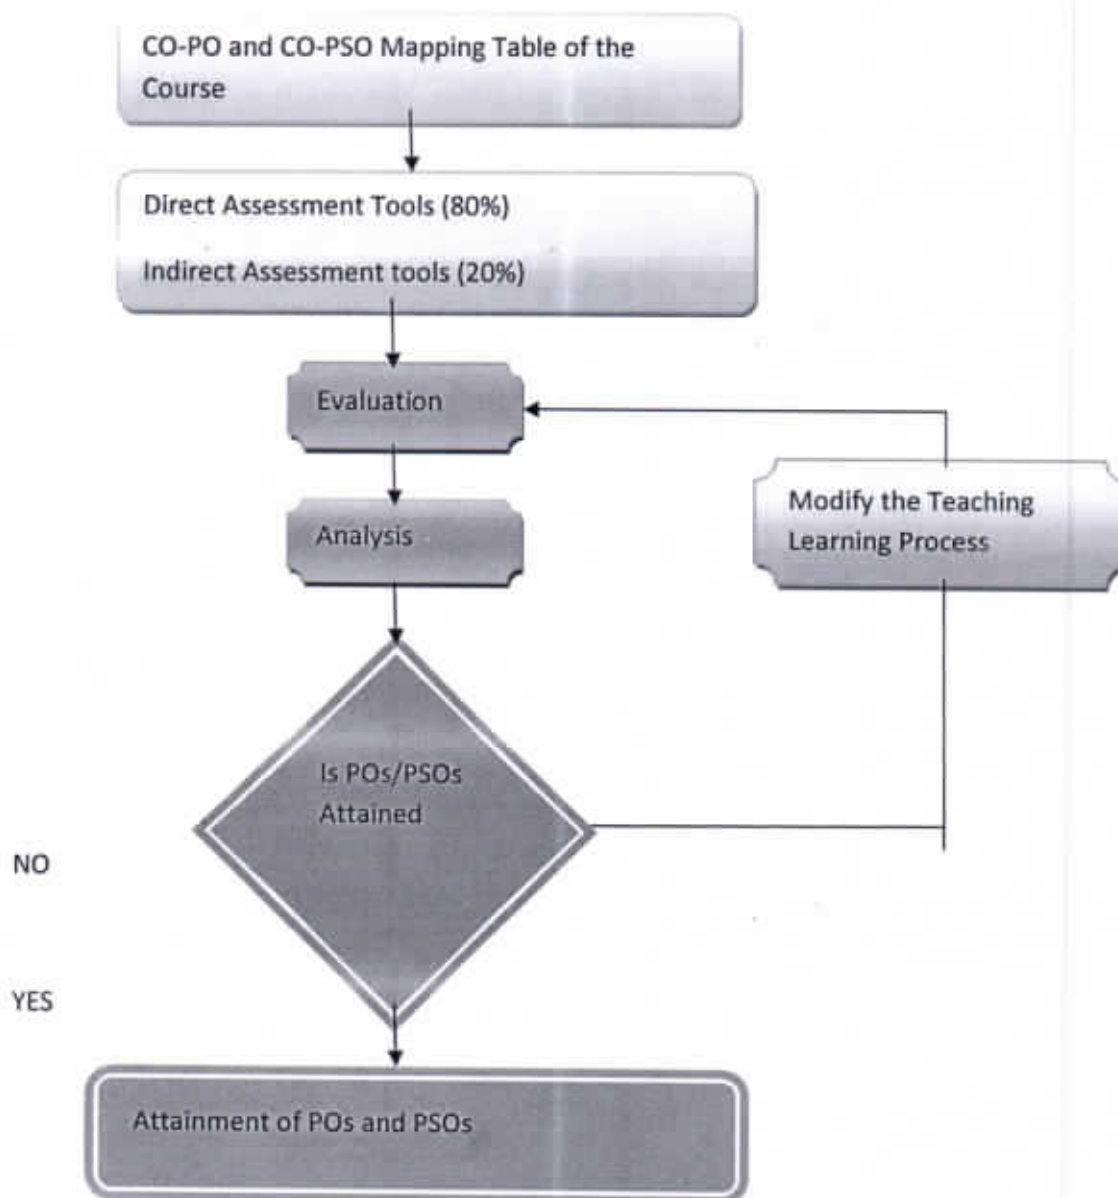 CO-PO and CO-PSO Mapping Table of the
Course
Direct Assessment Tools (80%)
Indirect Assessment tools (20%)
Evaluation
Modify the Teaching
Learning Process
Analysis
Is POs/PSOs
Attained
NO
YES
Attainment of POs and PSOs